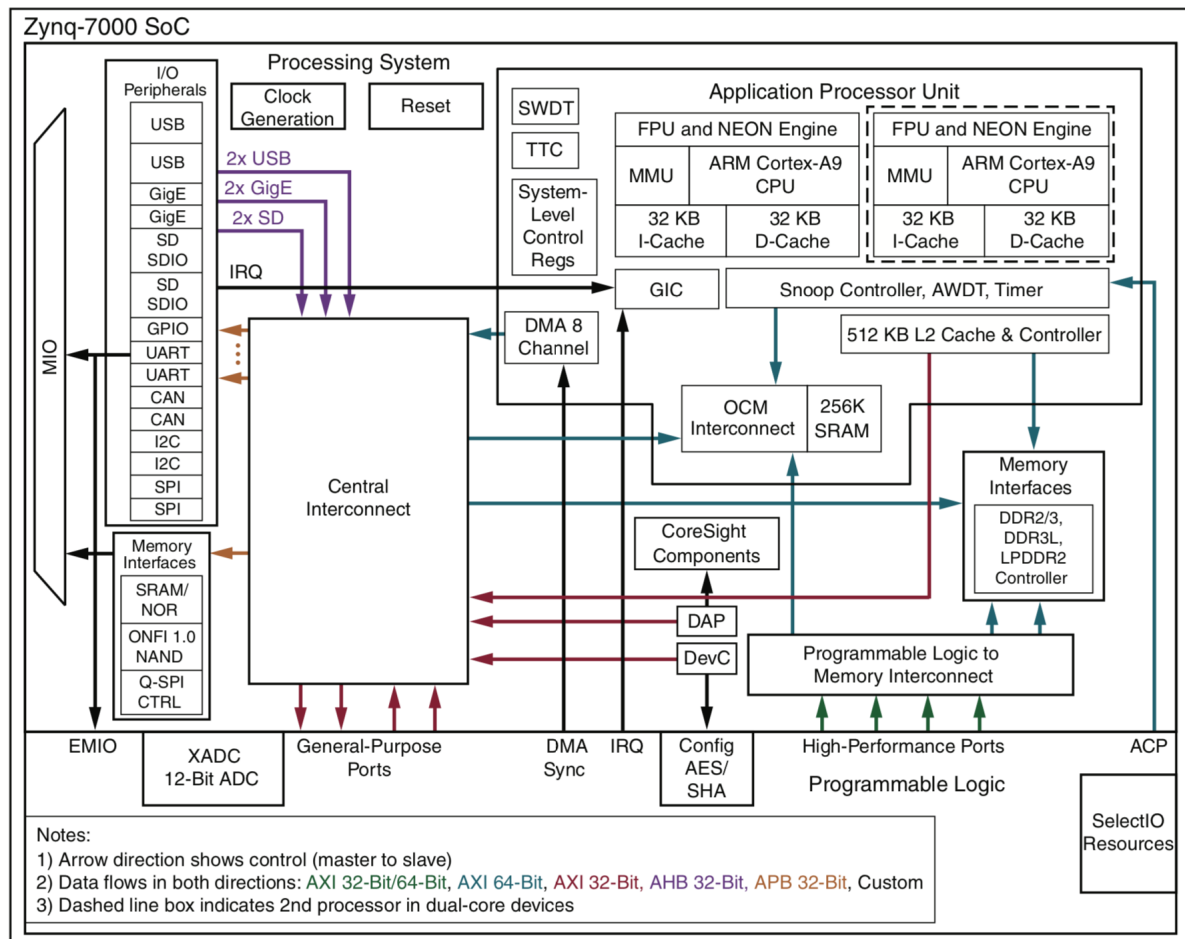 Zynq-7000 SoC
Processing System
I/O
Peripherals
USB
USB
GigE
GigE
SD
SDIO
SD
SDIO
GPIO
UART
UART
CAN
CAN
I2C
I2C
SPI
SPI
MIO
Clock
Generation
Reset
2x USB
2x GigE
2x SD
IRQ
Application Processor Unit
SWDT
TTC
System-
Level
Control
Regs
FPU and NEON Engine
MMU
ARM Cortex-A9
CPU
32 KB
I-Cache
32 KB
D-Cache
FPU and NEON Engine
MMU
ARM Cortex-A9
CPU
32 KB
I-Cache
32 KB
D-Cache
GIC
Snoop Controller, AWDT, Timer
DMA 8
Channel
512 KB L2 Cache & Controller
OCM
Interconnect
256K
SRAM
Central
Interconnect
Memory
Interfaces
DDR2/3,
DDR3L,
LPDDR2
Controller
CoreSight
Components
DAP
DevC
Programmable Logic to
Memory Interconnect
Memory
Interfaces
SRAM/
NOR
ONFI 1.0
NAND
Q-SPI
CTRL
EMIO
XADC
12-Bit ADC
General-Purpose
Ports
DMA
Sync
IRQ
Config
AES/
SHA
High-Performance Ports
ACP
Programmable Logic
SelectIO
Resources
Notes:
1) Arrow direction shows control (master to slave)
2) Data flows in both directions: AXI 32-Bit/64-Bit, AXI 64-Bit, AXI 32-Bit, AHB 32-Bit, APB 32-Bit, Custom
3) Dashed line box indicates 2nd processor in dual-core devices